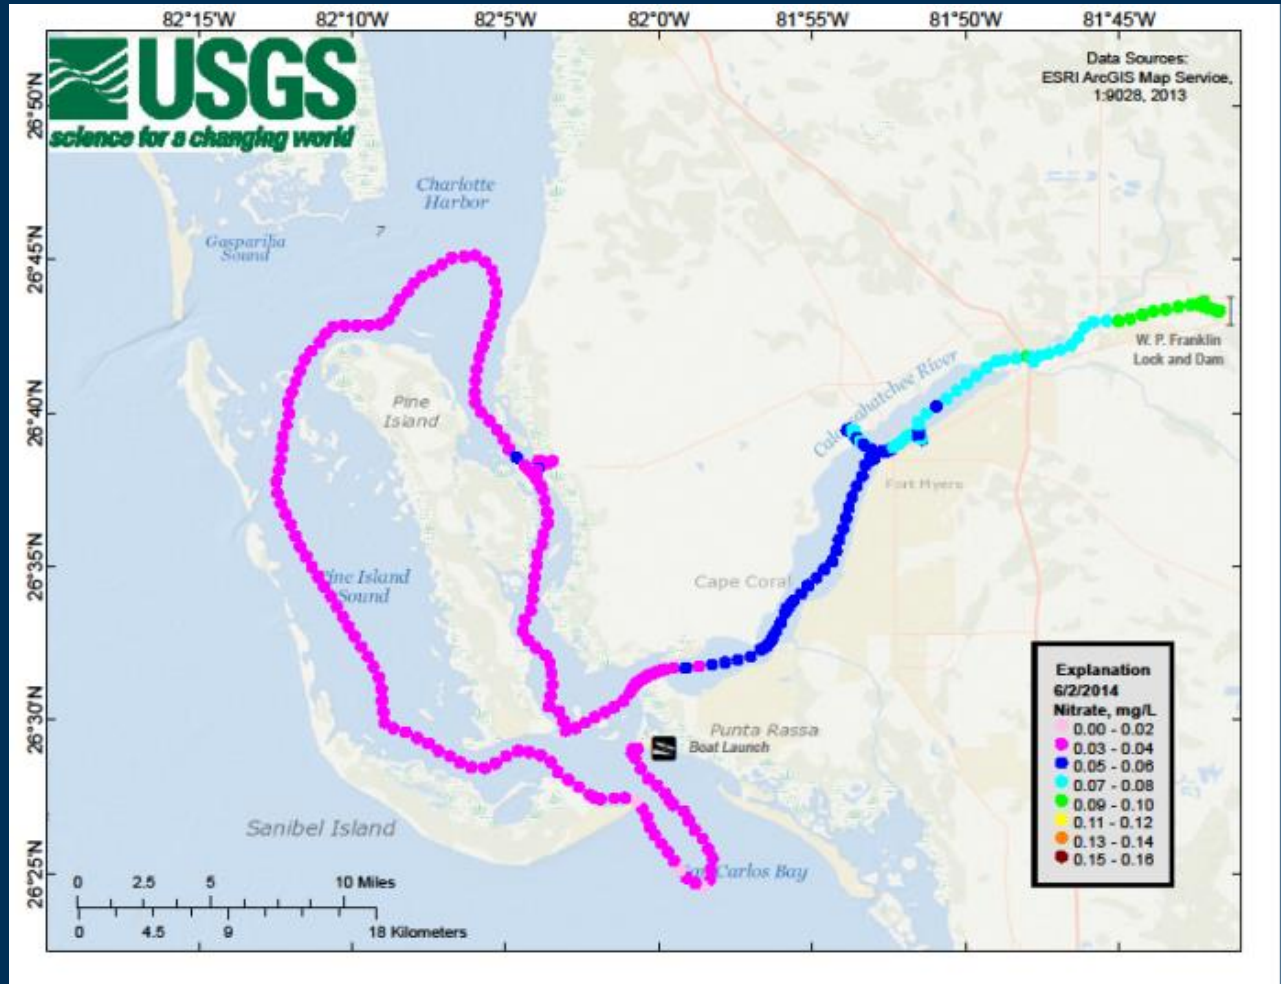 82°15'W 82°10'W 82°5'W 82°0'W 81°55'W 81°50'W 81°45'W
USGS
science for a changing world
Data Sources:
ESRI ArcGIS Map Service,
1:9028, 2013
26°50'N
Charlotte
Harbor
7
Gasparilla
Sound
26°45'N
W. P. Franklin
Lock and Dam
Caloosahatchee River
Pine
Island
26°40'N
Fort Myers
26°35'N
Pine Island
Sound
Cape Coral
26°30'N
Punta Rassa
Boat Launch
Explanation
6/2/2014
Nitrate, mg/L
0.00 - 0.02
0.03 - 0.04
0.05 - 0.06
0.07 - 0.08
0.09 - 0.10
0.11 - 0.12
0.13 - 0.14
0.15 - 0.16
Sanibel Island
26°25'N
San Carlos Bay
0 2.5 5 10 Miles
0 4.5 9 18 Kilometers